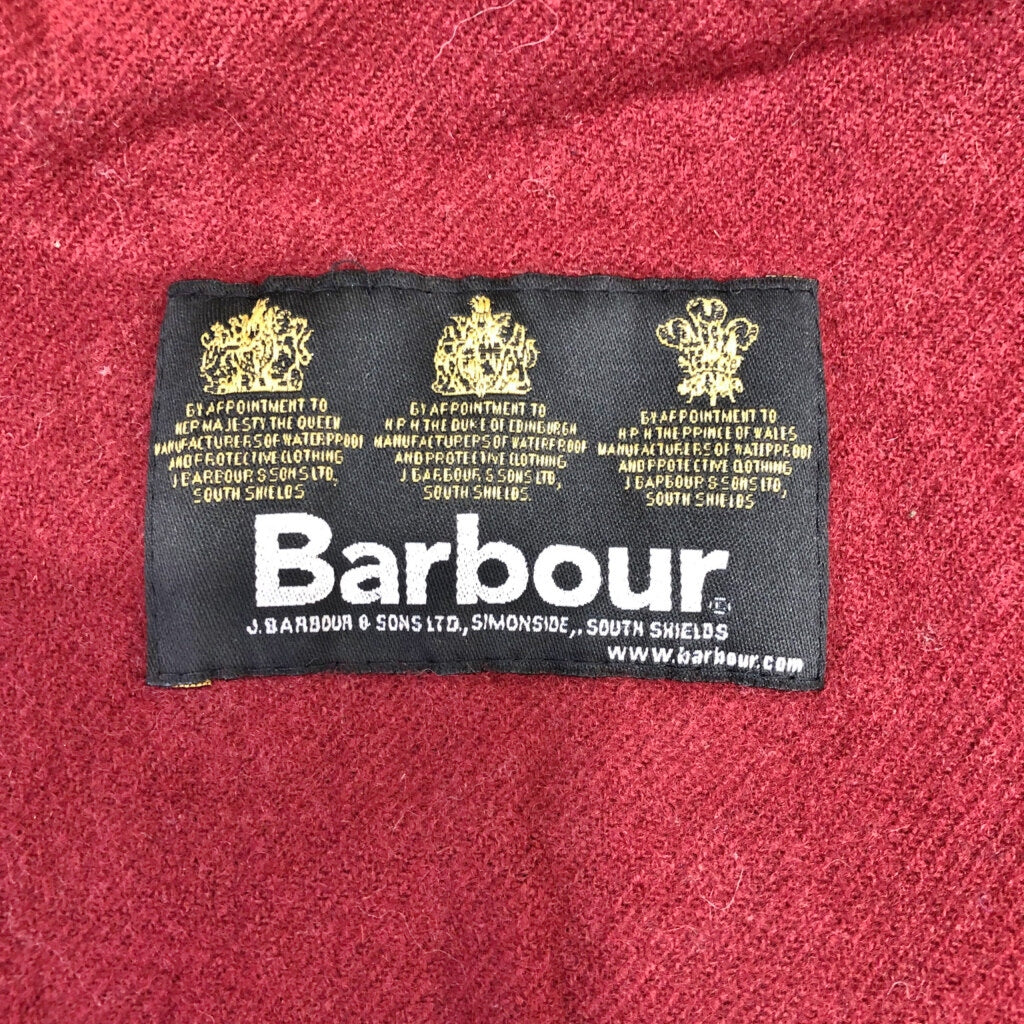 BY APPOINTMENT TO
HER MAJESTY THE QUEEN
MANUFACTURERS OF WATERPROOF
AND PROTECTIVE CLOTHING
J BARBOUR & SONS LTD,
SOUTH SHIELDS
BY APPOINTMENT TO
H R H THE DUKE OF EDINBURGH
MANUFACTURERS OF WATERPROOF
AND PROTECTIVE CLOTHING
J BARBOUR & SONS LTD,
SOUTH SHIELDS.
BY APPOINTMENT TO
H R H THE PRINCE OF WALES
MANUFACTURERS OF WATERPROOF
AND PROTECTIVE CLOTHING
J BARBOUR & SONS LTD,
SOUTH SHIELDS
Barbour®
J. BARBOUR & SONS LTD., SIMONSIDE,. SOUTH SHIELDS
www.barbour.com